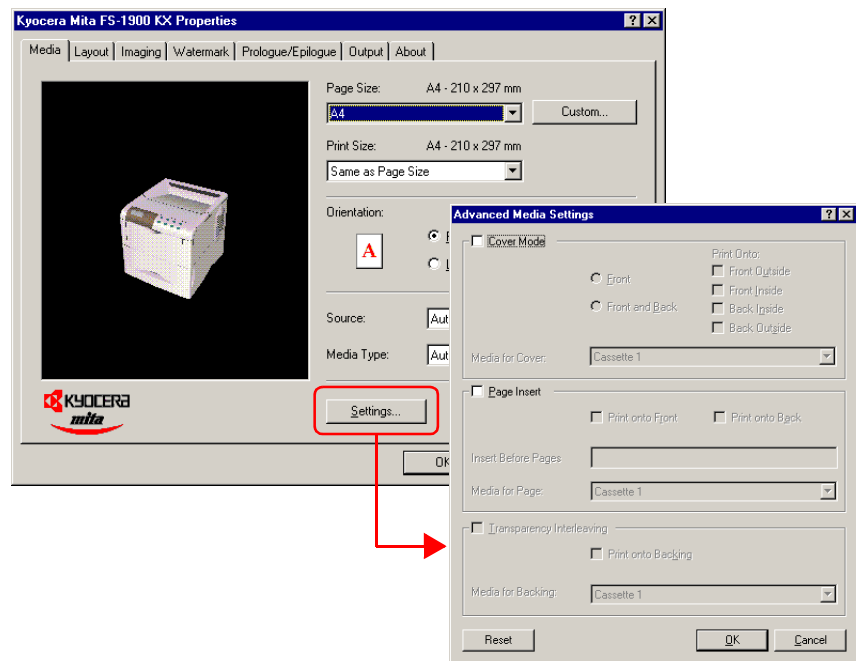 Kyocera Mita FS-1900 KX Properties
Media Layout Imaging Watermark Prologue/Epilogue Output About
Page Size: A4 - 210 x 297 mm
A4 Custom...
Print Size: A4 - 210 x 297 mm
Same as Page Size
Orientation:
A
Source: Aut
Media Type: Aut
KYOCERA
mita
Settings...
OK
Advanced Media Settings
Cover Mode
Print Onto:
Front Outside
Front
Front Inside
Front and Back
Back Inside
Back Outside
Media for Cover: Cassette 1
Page Insert
Print onto Front Print onto Back
Insert Before Pages
Media for Page: Cassette 1
Transparency Interleaving
Print onto Backing
Media for Backing: Cassette 1
Reset OK Cancel